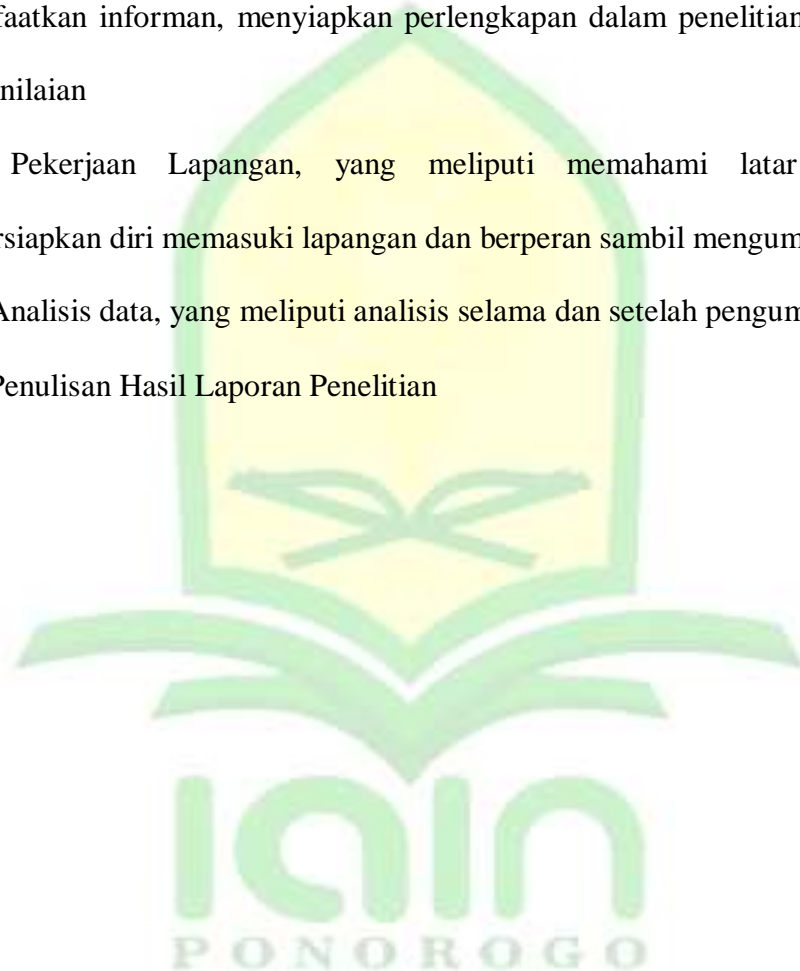 faatkan informan, menyiapkan perlengkapan dalam penelitian
nilaian
Pekerjaan Lapangan, yang meliputi memahami latar
rsiapkan diri memasuki lapangan dan berperan sambil mengum
Analisis data, yang meliputi analisis selama dan setelah pengum
Penulisan Hasil Laporan Penelitian
iain
PONOROGO